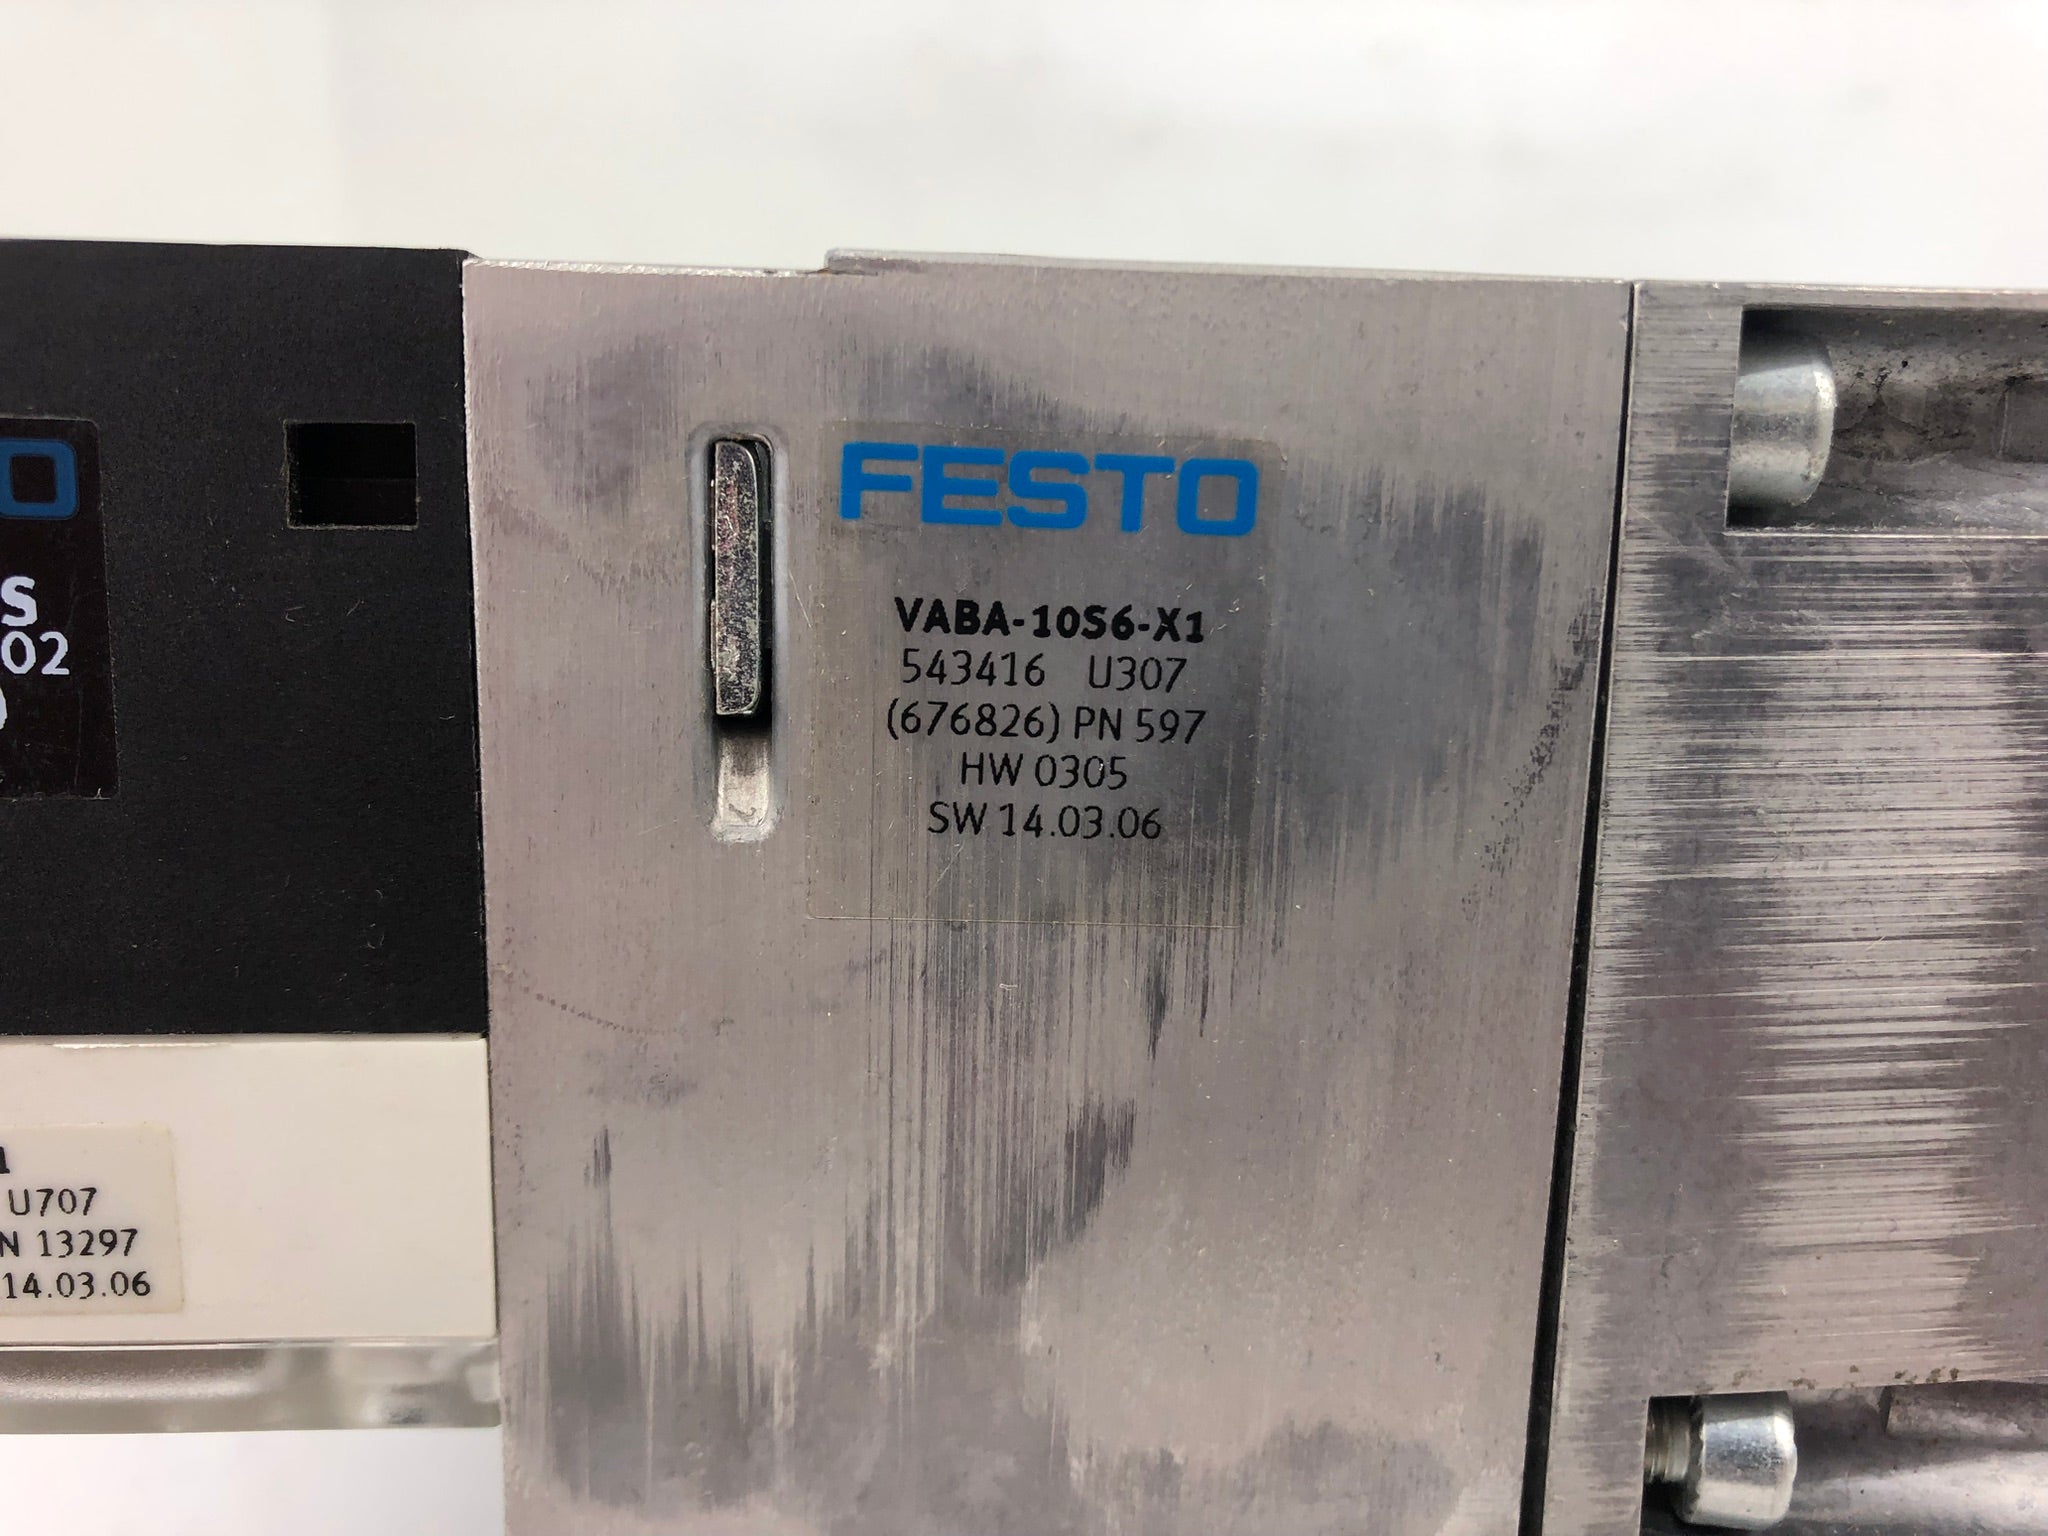 O
S
02
FESTO
VABA-10S6-X1
543416 U307
(676826) PN 597
HW 0305
SW 14.03.06
U707
N 13297
14.03.06